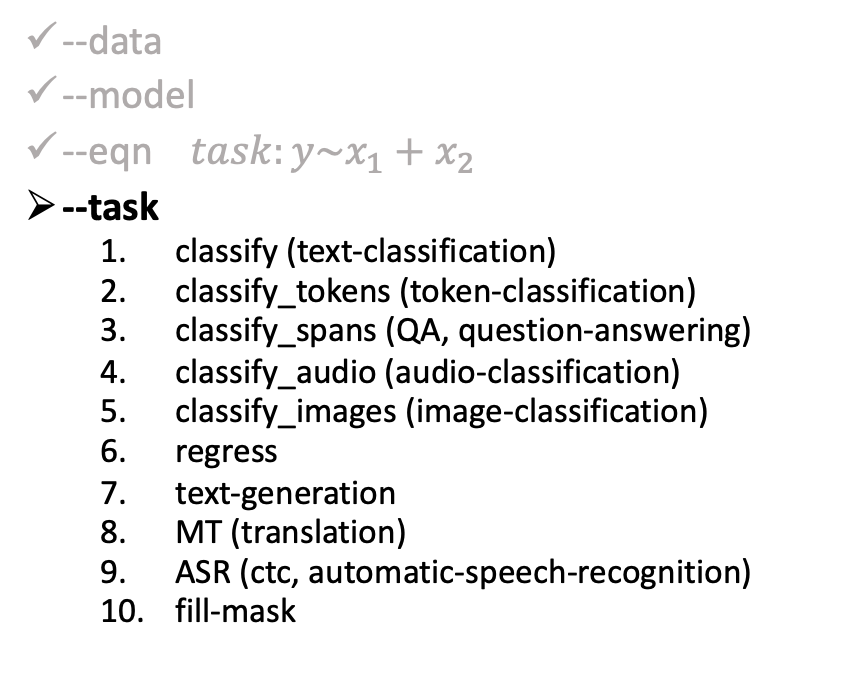 ✓ --data
✓ --model
✓ --eqn task: y~x₁ + x₂
➢ --task
1. classify (text-classification)
2. classify_tokens (token-classification)
3. classify_spans (QA, question-answering)
4. classify_audio (audio-classification)
5. classify_images (image-classification)
6. regress
7. text-generation
8. MT (translation)
9. ASR (ctc, automatic-speech-recognition)
10. fill-mask